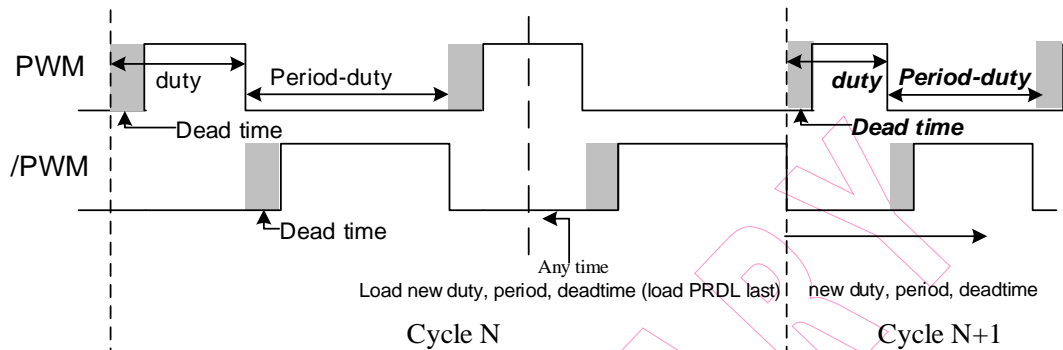 PWM
duty
Period-duty
duty
Period-duty
Dead time
Dead time
/PWM
Dead time
Any time
Load new duty, period, deadtime (load PRDL last)
new duty, period, deadtime
Cycle N
Cycle N+1